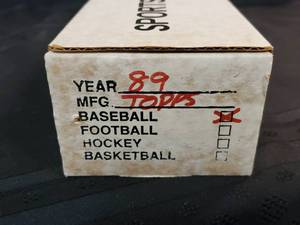 SPORTS
YEAR 89
MFG. TOPPS
BASEBALL
FOOTBALL
HOCKEY
BASKETBALL